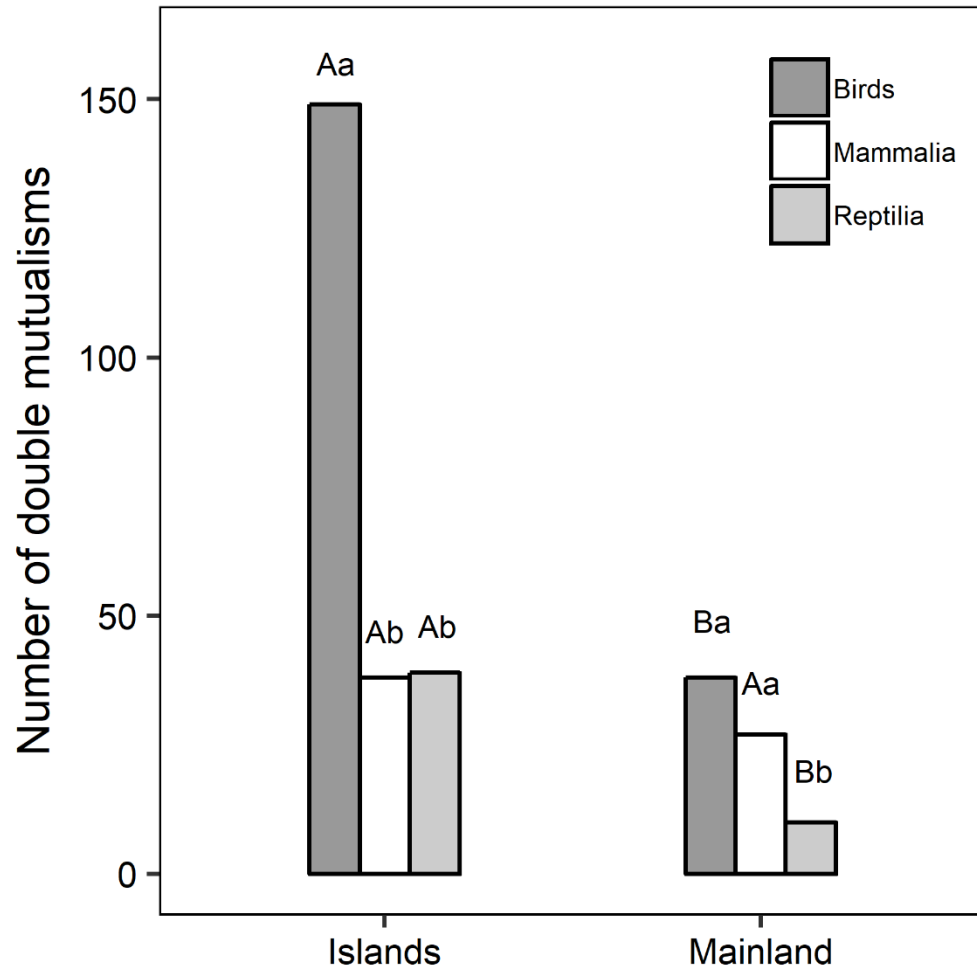 Number of double mutualisms
150
100
50
0
Aa
Ab
Ab
Ba
Aa
Bb
Birds
Mammalia
Reptilia
Islands
Mainland